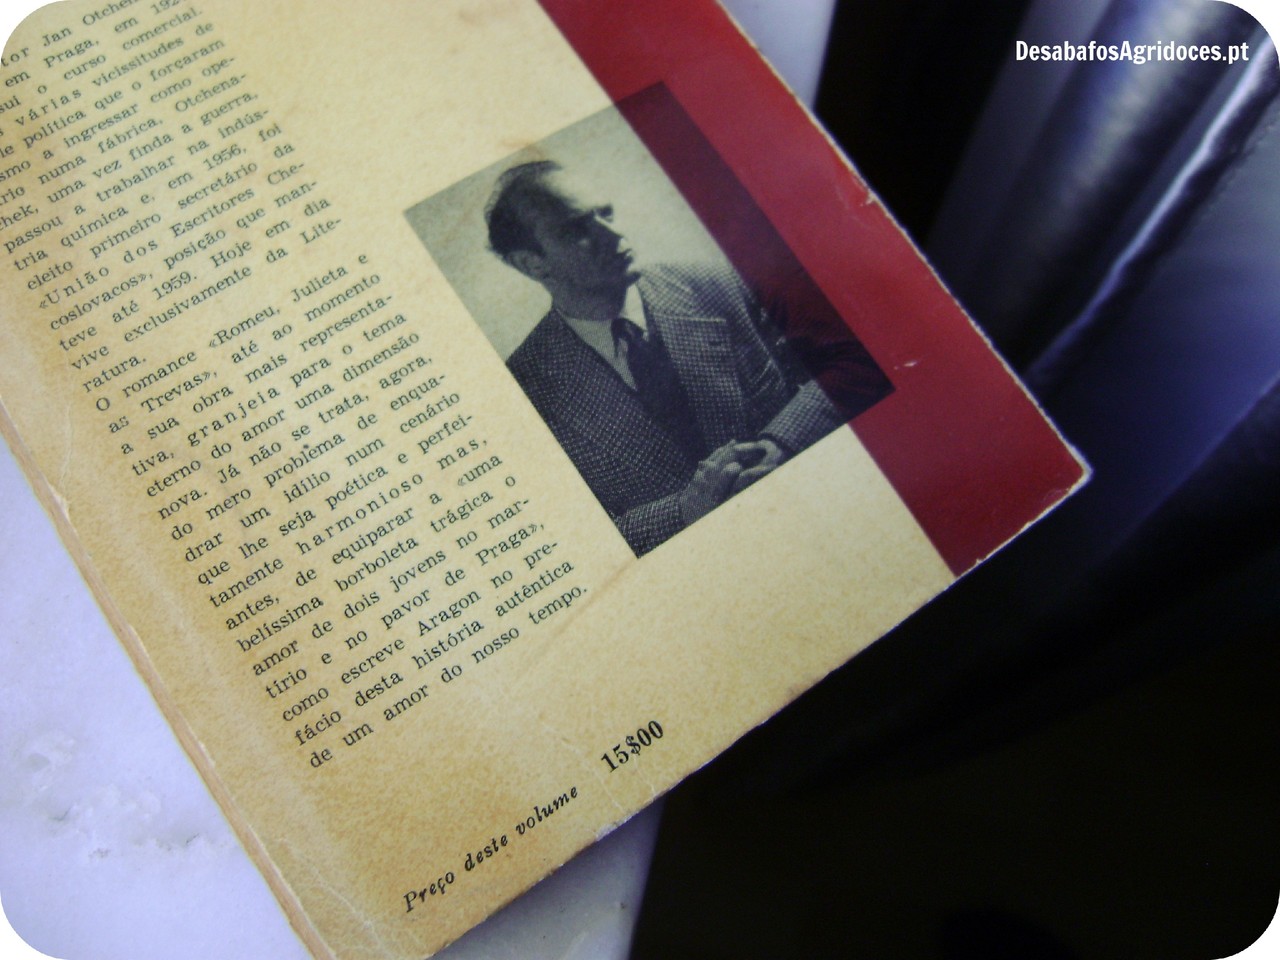 DesabafosAgridoces.pt
Jan Otchen
em Praga, em 192
o curso comercial.
várias vicissitudes de
política que o forçaram
a ingressar como ope-
numa fábrica. Otchena-
uma vez finda a guerra,
passou a trabalhar na indús-
tria química e, em 1956, foi
eleito primeiro secretário da
«União dos Escritores Che-
coslovacos», posição que man-
teve até 1959. Hoje em dia
vive exclusivamente da Lite-
ratura.
O romance «Romeu, Julieta e
as Trevas», até ao momento
a sua obra mais representa-
tiva, granjeia para o tema
eterno do amor uma dimensão
nova. Já não se trata, agora,
do mero problema de enqua-
drar um idílio num cenário
que lhe seja poética e perfei-
tamente harmonioso mas,
antes, de equiparar a «uma
belíssima borboleta trágica o
amor de dois jovens no mar-
tírio e no pavor de Praga»,
como escreve Aragon no pre-
fácio desta história autêntica
de um amor do nosso tempo.
Preço deste volume 15$00